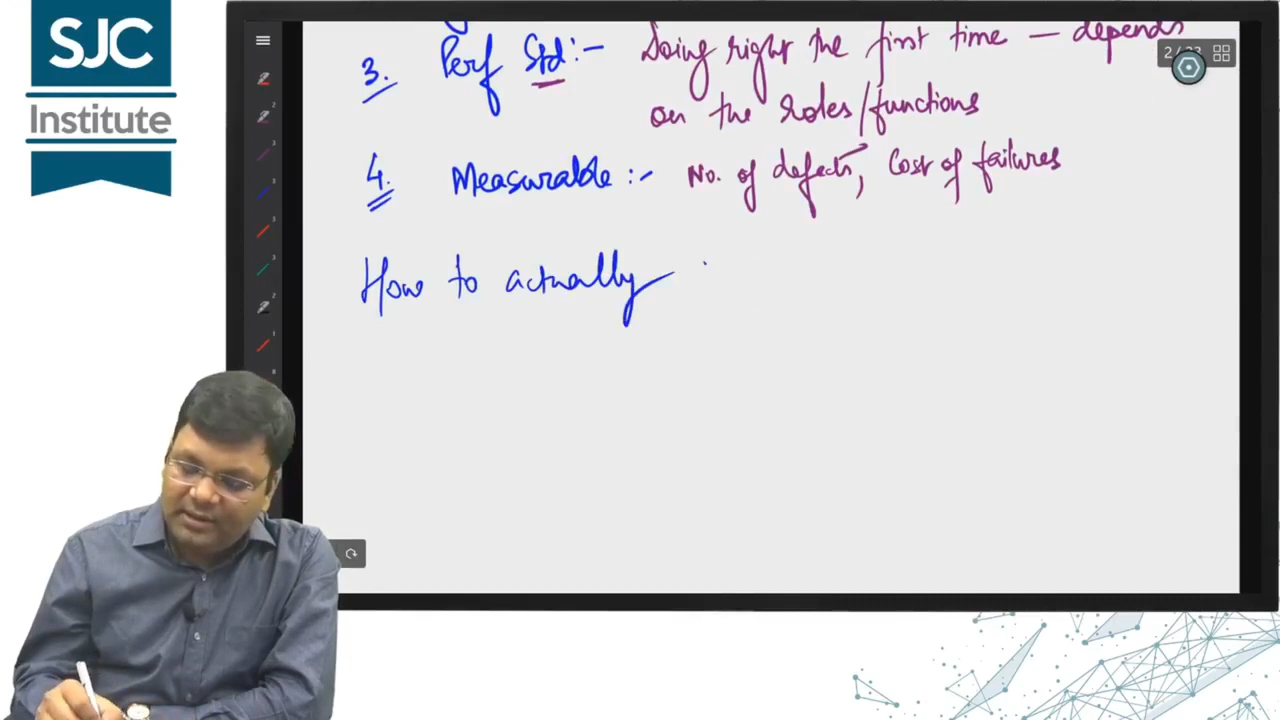 SJC
Institute
3. Perf Std :- Doing right the first time — depends
on the roles/functions
4. Measurable :- No. of defects, Cost of failures
How to actually